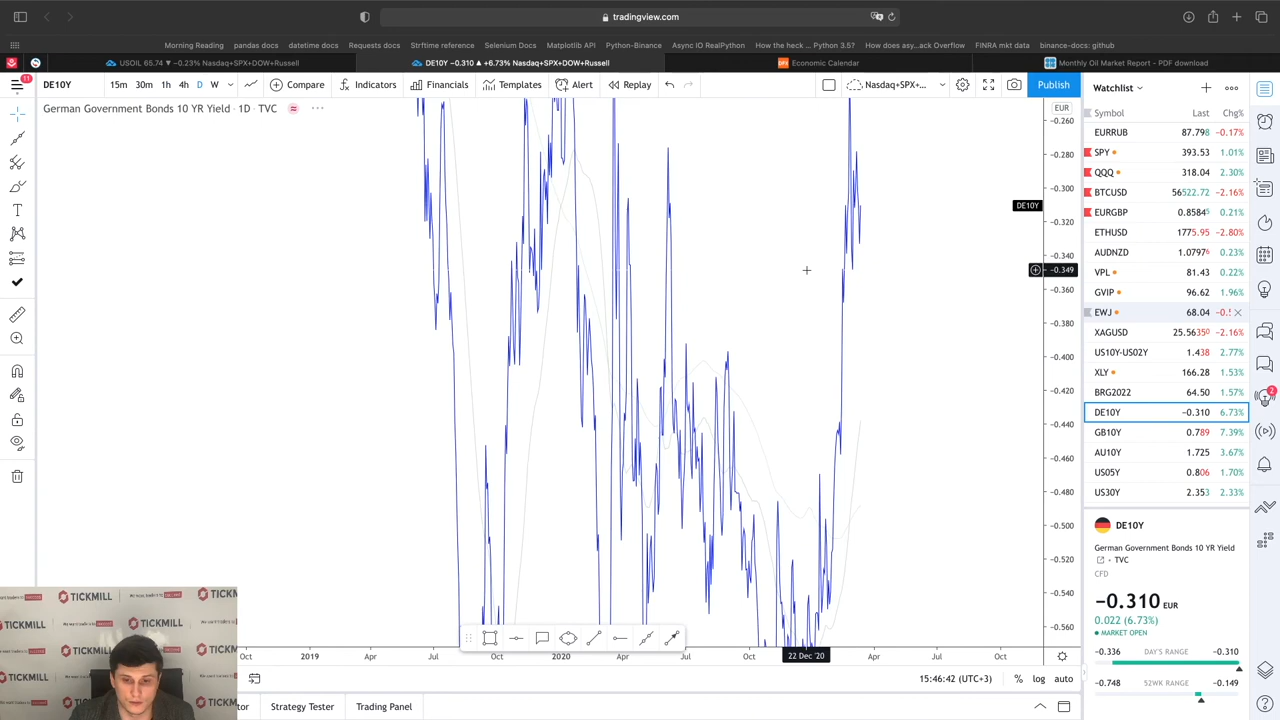 tradingview.com
Morning Reading pandas docs datetime docs Requests docs Strftime reference Selenium Docs Matplotlib API Python-Binance Async IO RealPython How the heck ... Python 3.5? How does asy...ack Overflow FINRA mkt data binance-docs: github
USOIL 65.74 ▾ −0.23% Nasdaq+SPX+DOW+Russell
DE10Y −0.310 ▲ +6.73% Nasdaq+SPX+DOW+Russell
Economic Calendar
Monthly Oil Market Report - PDF download
11
DE10Y 15m 30m 1h 4h D W Compare Indicators Financials Templates Alert Replay Nasdaq+SPX+... Publish
German Government Bonds 10 YR Yield · 1D · TVC
EUR
−0.260
−0.280
−0.300
DE10Y
−0.320
−0.340
−0.349
−0.360
−0.380
−0.400
−0.420
−0.440
−0.460
−0.480
−0.500
−0.520
−0.540
−0.560
Oct 2019 Apr Jul Oct 2020 Apr Jul Oct 22 Dec '20 Apr Jul Oct
15:46:42 (UTC+3) % log auto
tor Strategy Tester Trading Panel
Watchlist
Symbol Last Chg%
EURRUB 87.798 −0.17%
SPY 393.53 1.01%
QQQ 318.04 2.30%
BTCUSD 56522.72 −2.16%
EURGBP 0.85845 0.21%
ETHUSD 1775.95 −2.80%
AUDNZD 1.07976 0.23%
VPL 81.43 0.22%
GVIP 96.62 1.96%
EWJ 68.04
XAGUSD 25.56350 −2.16%
US10Y-US02Y 1.438 2.77%
XLY 166.28 1.53%
BRG2022 64.50 1.57%
DE10Y −0.310 6.73%
GB10Y 0.789 7.39%
AU10Y 1.725 3.67%
US05Y 0.806 1.70%
US30Y 2.353 2.33%
2
DE10Y
German Government Bonds 10 YR Yield
TVC
CFD
−0.310 EUR
0.022 (6.73%)
MARKET OPEN
−0.336 DAY'S RANGE −0.310
−0.748 52WK RANGE −0.149
TICKMILL
TICKMILL
TICKMILL
TICKMILL